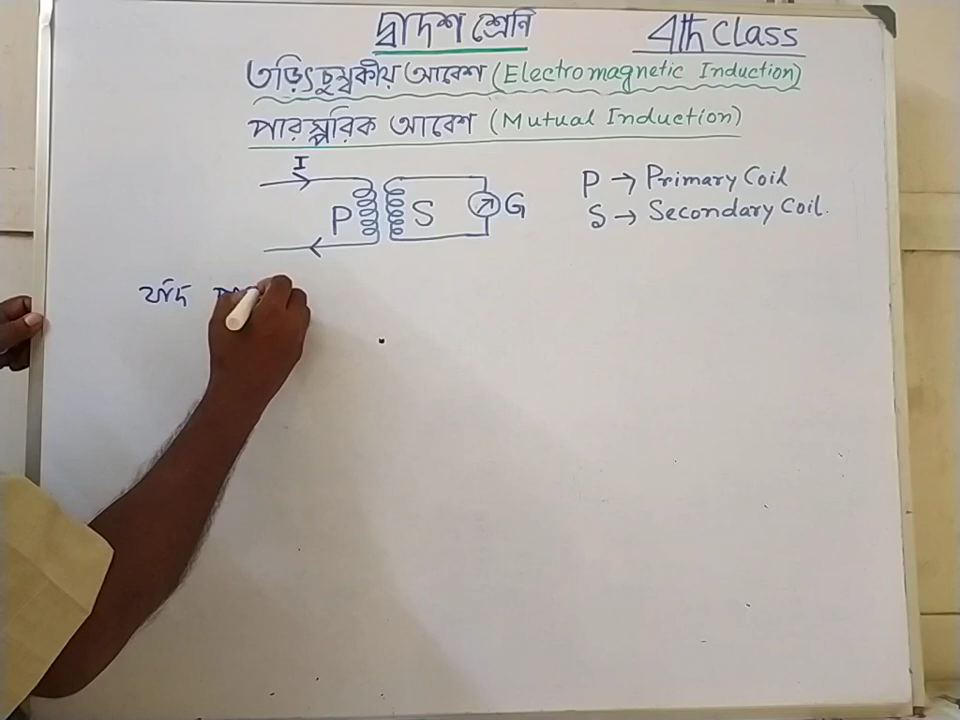 দ্বাদশ শ্রেণি
4th Class
তড়িৎচুম্বকীয় আবেশ (Electromagnetic Induction)
পারস্পরিক আবেশ (Mutual Induction)
I
P S G
P → Primary Coil
S → Secondary Coil.
যদি